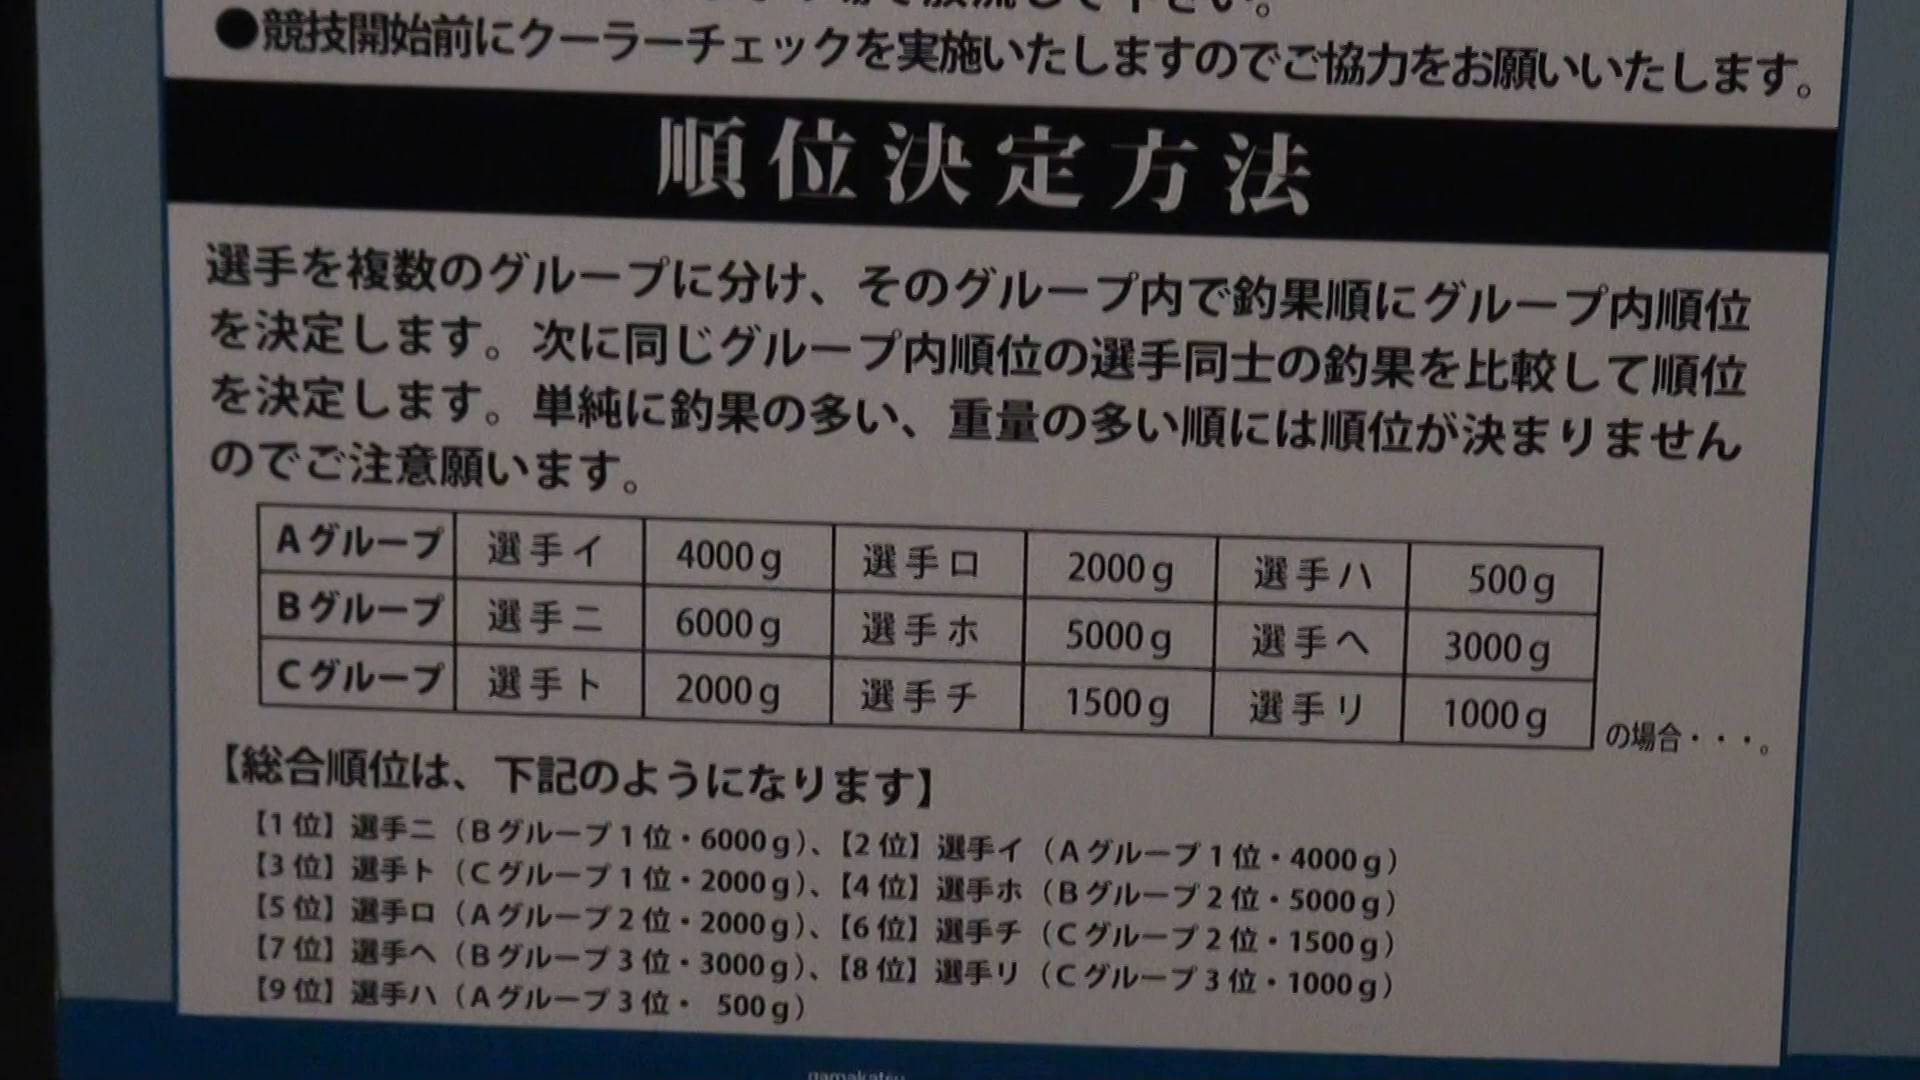 ●競技開始前にクーラーチェックを実施いたしますのでご協力をお願いいたします。
順位決定方法
選手を複数のグループに分け、そのグループ内で釣果順にグループ内順位
を決定します。次に同じグループ内順位の選手同士の釣果を比較して順位
を決定します。単純に釣果の多い、重量の多い順には順位が決まりません
のでご注意願います。
Aグループ 選手イ 4000g 選手ロ 2000g 選手ハ 500g
Bグループ 選手ニ 6000g 選手ホ 5000g 選手ヘ 3000g
Cグループ 選手ト 2000g 選手チ 1500g 選手リ 1000g の場合・・・。
【総合順位は、下記のようになります】
【1位】選手ニ（Bグループ1位・6000g）、【2位】選手イ（Aグループ1位・4000g）
【3位】選手ト（Cグループ1位・2000g）、【4位】選手ホ（Bグループ2位・5000g）
【5位】選手ロ（Aグループ2位・2000g）、【6位】選手チ（Cグループ2位・1500g）
【7位】選手ヘ（Bグループ3位・3000g）、【8位】選手リ（Cグループ3位・1000g）
【9位】選手ハ（Aグループ3位・ 500g）
gamakatsu